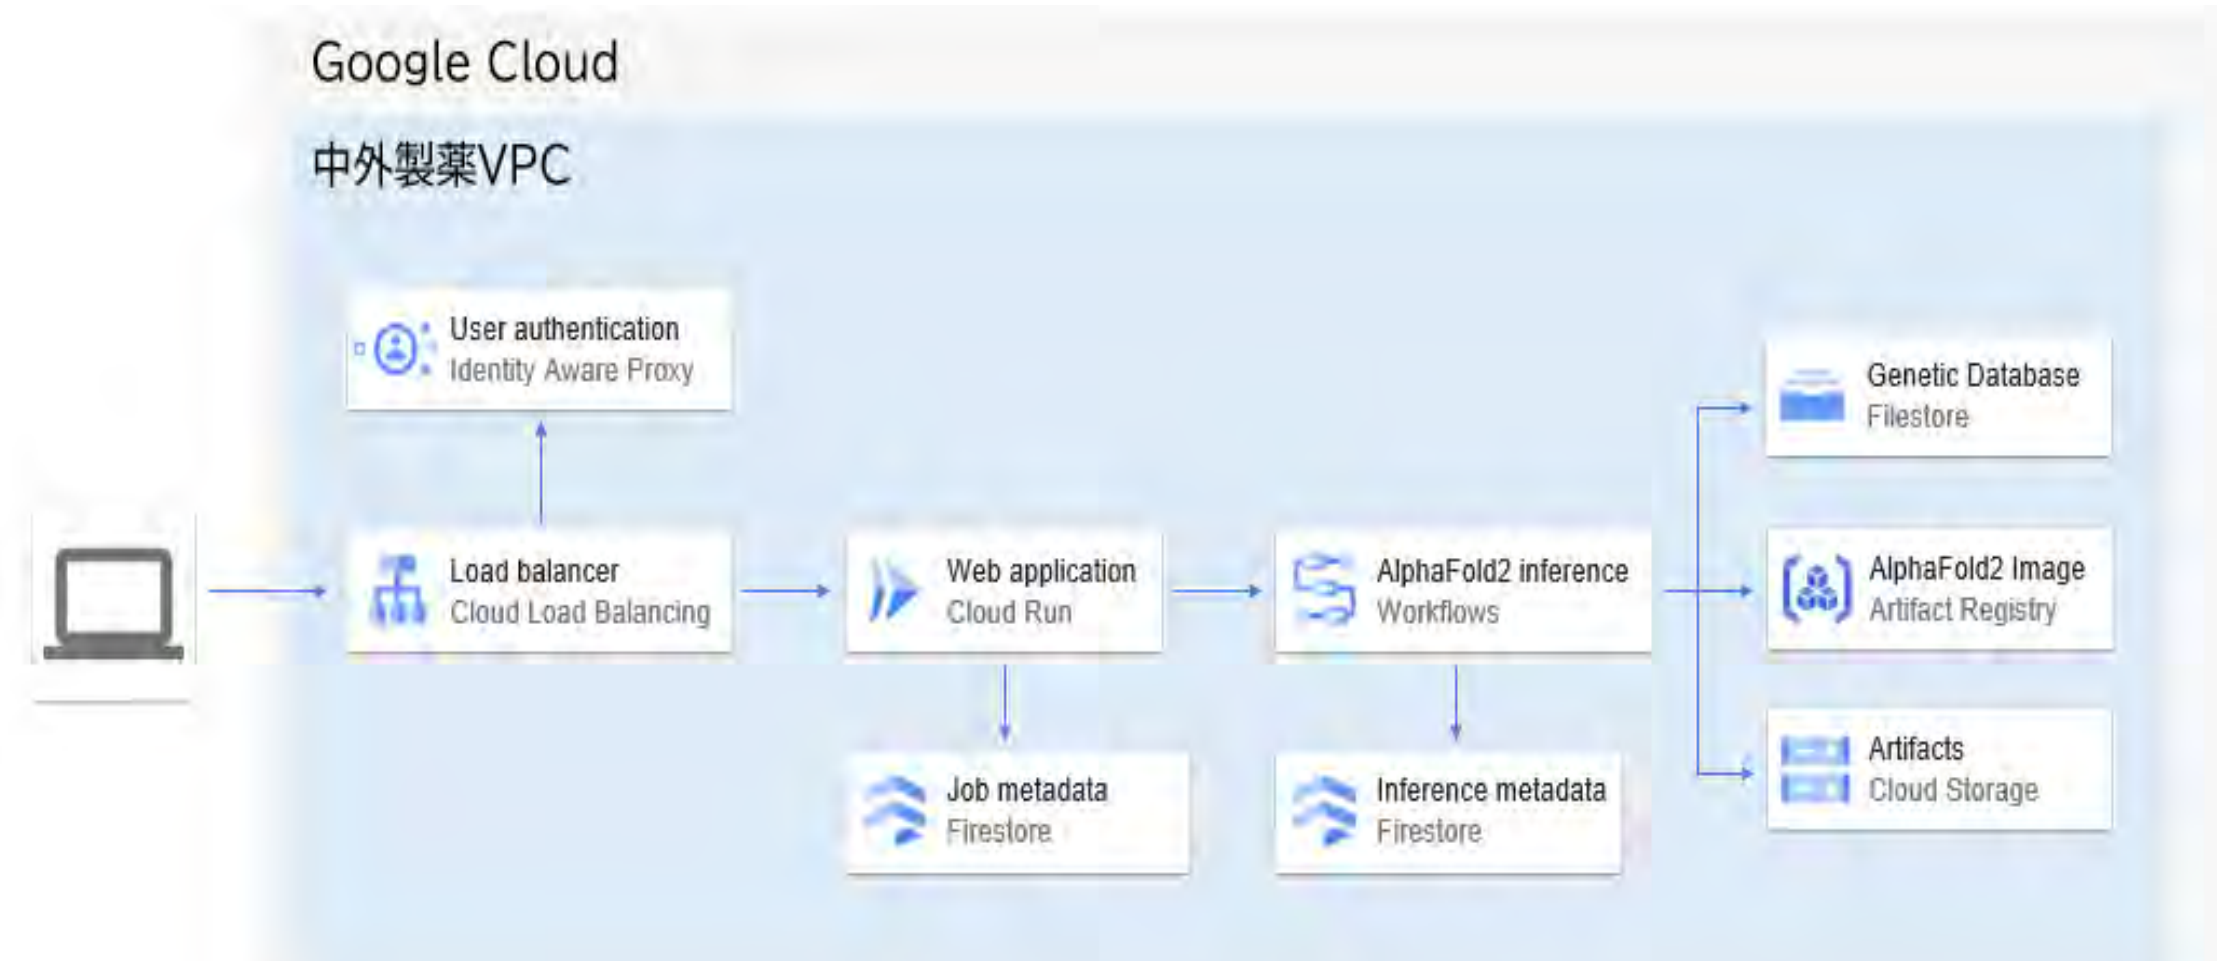 Google Cloud
中外製薬VPC
User authentication
Identity Aware Proxy
Load balancer
Cloud Load Balancing
Web application
Cloud Run
Job metadata
Firestore
AlphaFold2 inference
Workflows
Inference metadata
Firestore
Genetic Database
Filestore
AlphaFold2 Image
Artifact Registry
Artifacts
Cloud Storage